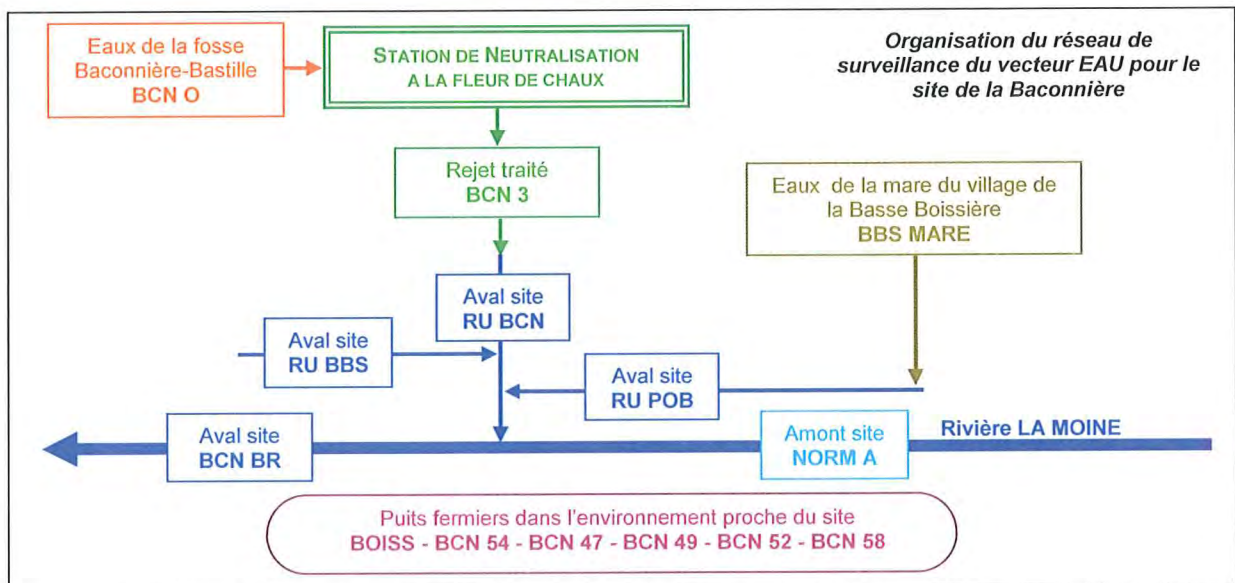 Eaux de la fosse
Baconnière-Bastille
BCN O
STATION DE NEUTRALISATION
A LA FLEUR DE CHAUX
Organisation du réseau de
surveillance du vecteur EAU pour le
site de la Baconnière
Rejet traité
BCN 3
Eaux de la mare du village de
la Basse Boissière
BBS MARE
Aval site
RU BCN
Aval site
RU BBS
Aval site
RU POB
Aval site
BCN BR
Amont site
NORM A
Rivière LA MOINE
Puits fermiers dans l'environnement proche du site
BOISS - BCN 54 - BCN 47 - BCN 49 - BCN 52 - BCN 58